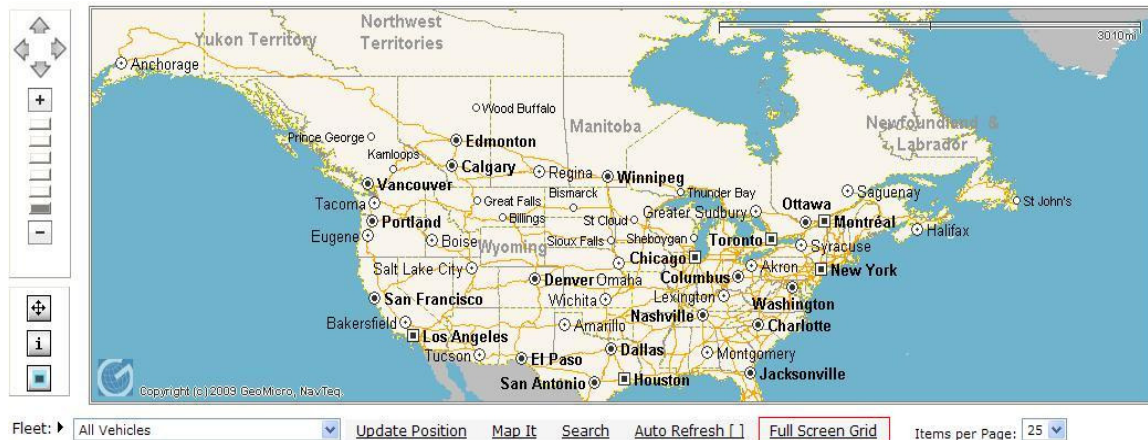 Northwest
Territories
Yukon Territory
3010mi
Anchorage
Wood Buffalo
Manitoba
Newfoundland &
Labrador
Prince George
Edmonton
Kamloops
Calgary
Regina
Winnipeg
Vancouver
Bismarck
Thunder Bay
Saguenay
Tacoma
Great Falls
Greater Sudbury
Ottawa
St John's
Portland
Billings
St Cloud
Montréal
Halifax
Eugene
Boise
Wyoming
Sioux Falls
Sheboygan
Toronto
Syracuse
Salt Lake City
Chicago
Akron
New York
Denver
Omaha
Columbus
San Francisco
Wichita
Lexington
Washington
Bakersfield
Amarillo
Nashville
Charlotte
Los Angeles
Tucson
El Paso
Dallas
Montgomery
San Antonio
Houston
Jacksonville
Copyright (c)2009 GeoMicro, NavTeq.
Fleet: All Vehicles Update Position Map It Search Auto Refresh [ ] Full Screen Grid Items per Page: 25